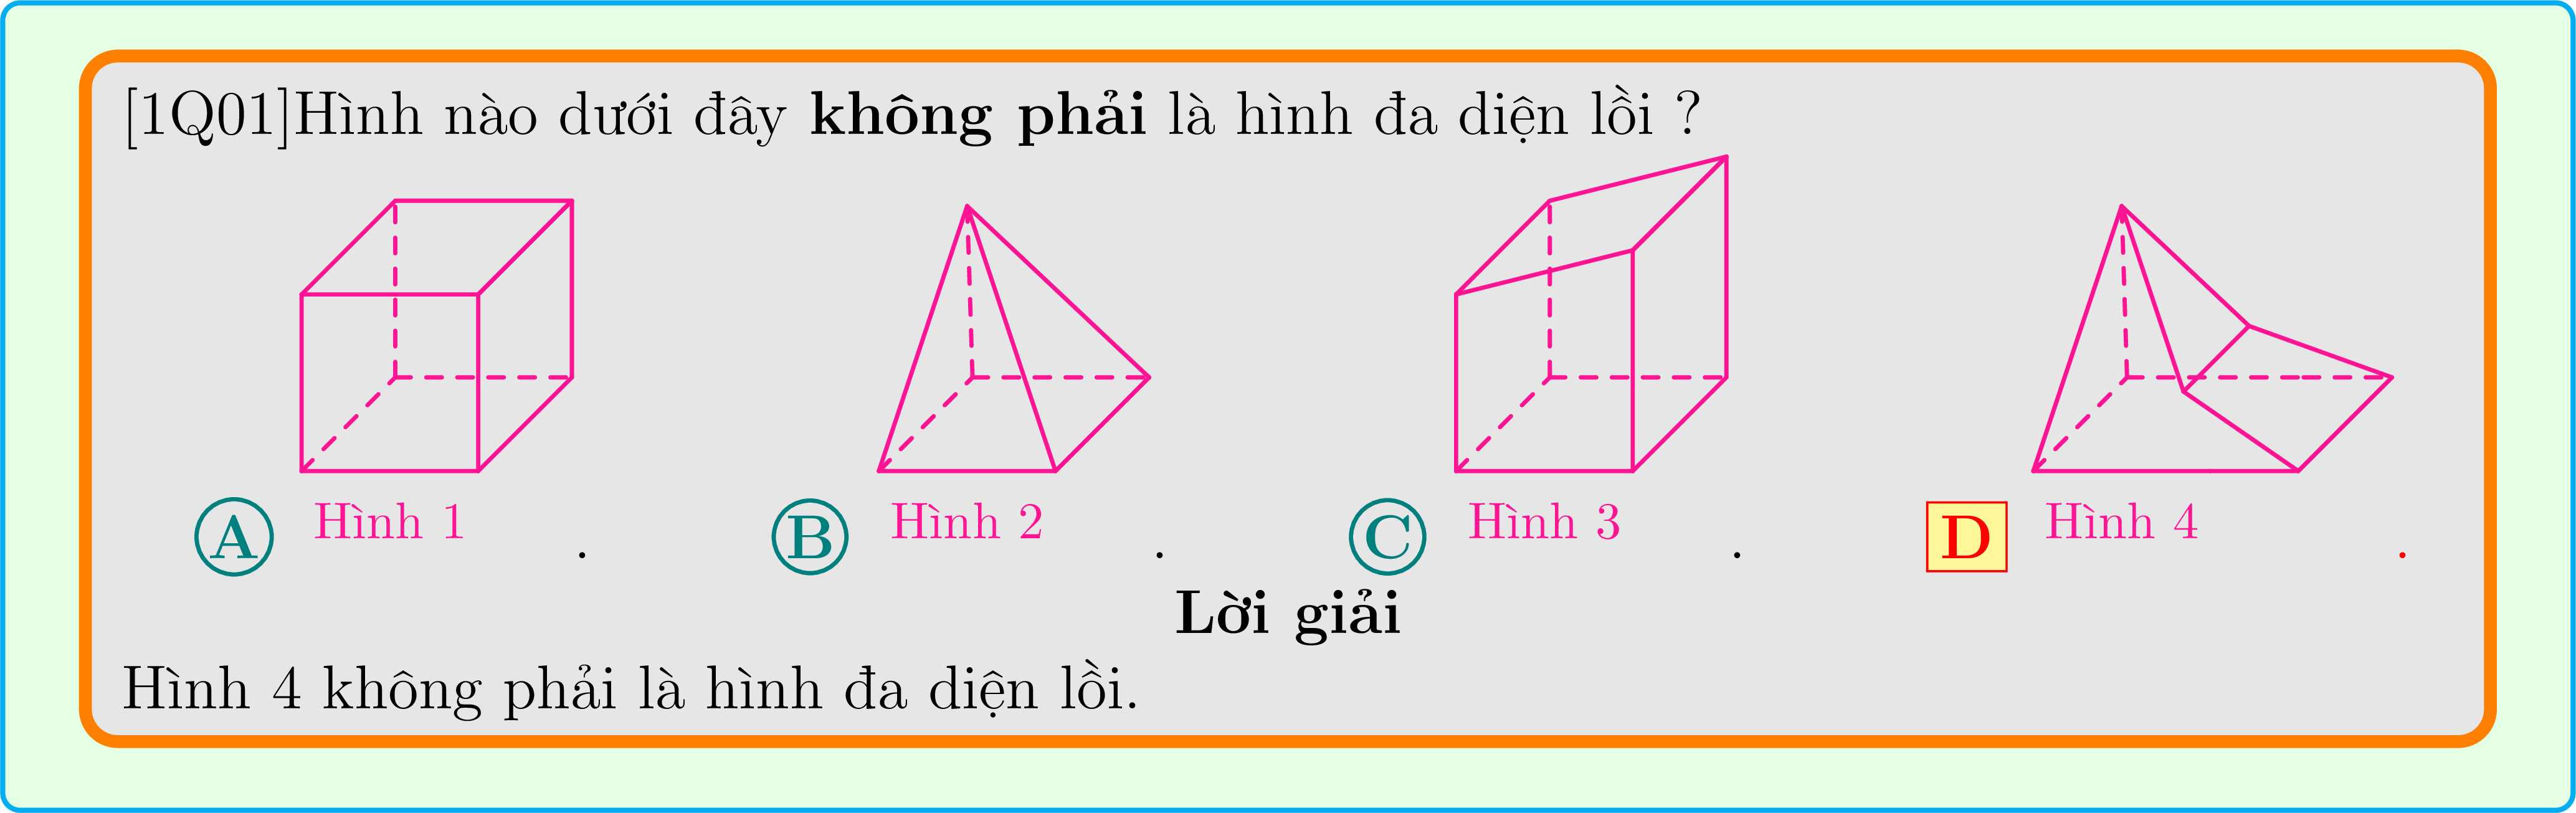 [1Q01]Hình nào dưới đây không phải là hình đa diện lồi ?
A Hình 1 . B Hình 2 . C Hình 3 . D Hình 4 .
Lời giải
Hình 4 không phải là hình đa diện lồi.